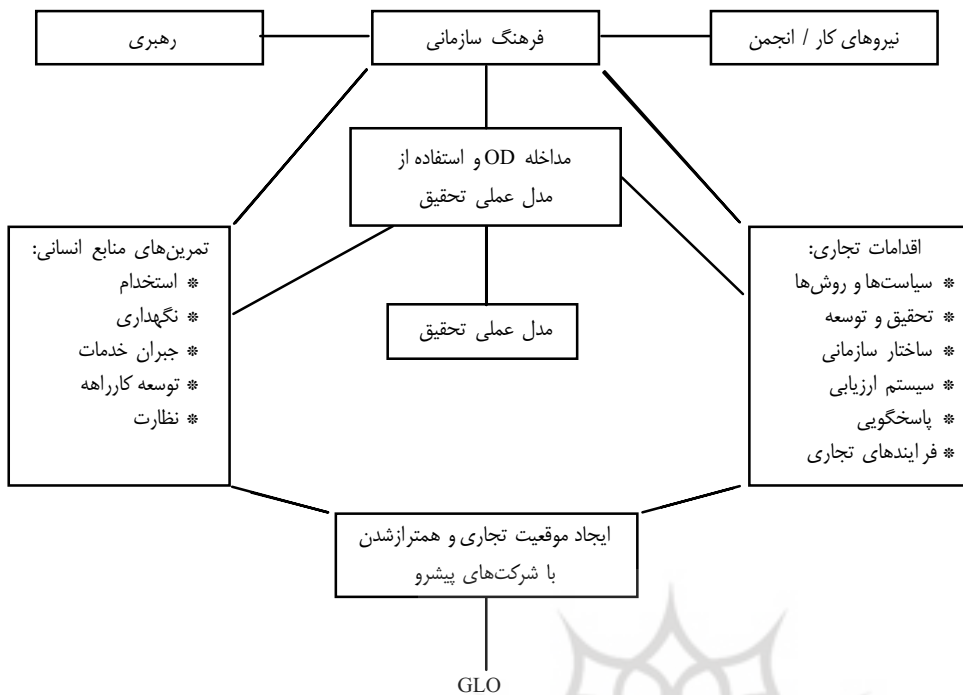 نیروهای کار / انجمن
فرهنگ سازمانی
رهبری
مداخله OD و استفاده از
مدل عملی تحقیق
اقدامات تجاری:
❊ سیاست‌ها و روش‌ها
❊ تحقیق و توسعه
❊ ساختار سازمانی
❊ سیستم ارزیابی
❊ پاسخگویی
❊ فرایندهای تجاری
مدل عملی تحقیق
تمرین‌های منابع انسانی:
❊ استخدام
❊ نگهداری
❊ جبران خدمات
❊ توسعه کارراهه
❊ نظارت
ایجاد موقعیت تجاری و همترازشدن
با شرکت‌های پیشرو
GLO